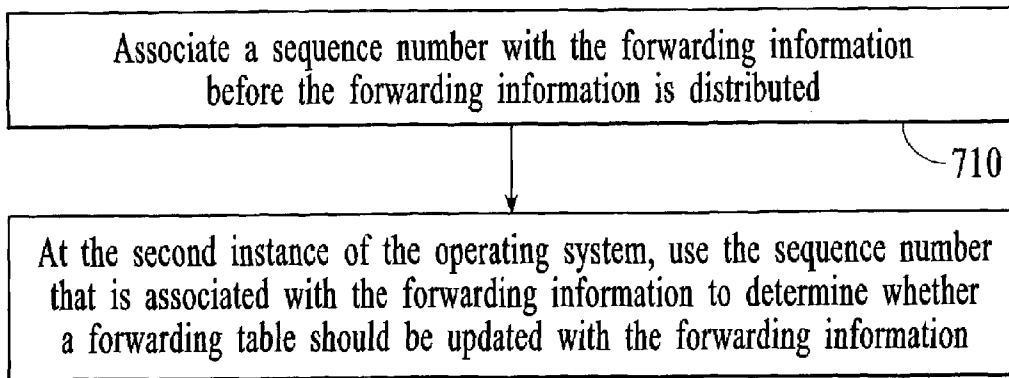 Associate a sequence number with the forwarding information
before the forwarding information is distributed
710
At the second instance of the operating system, use the sequence number
that is associated with the forwarding information to determine whether
a forwarding table should be updated with the forwarding information